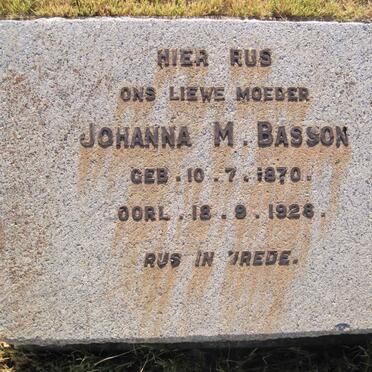 HIER RUS
ONS LIEWE MOEDER
JOHANNA M. BASSON
GEB. 10. 7. 1870.
OORL. 18. 9. 1928.
RUS IN VREDE.